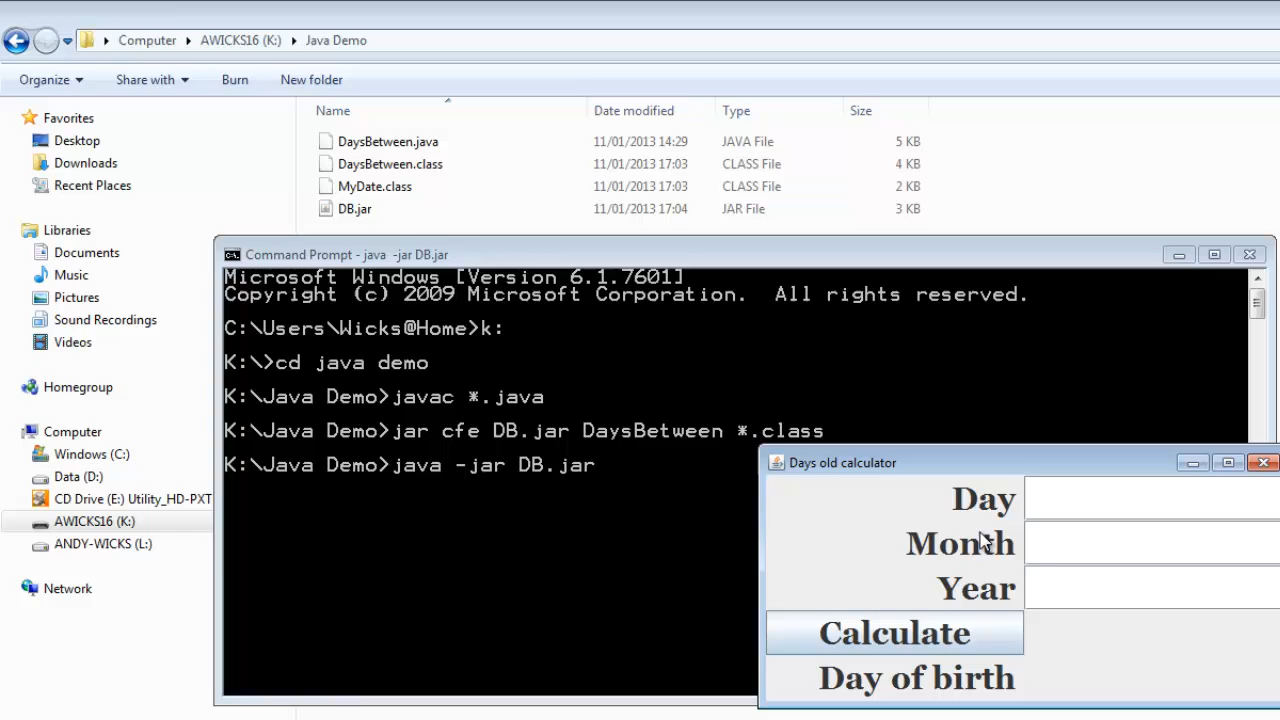 Computer AWICKS16 (K:) Java Demo
Organize Share with Burn New folder
Name Date modified Type Size
Favorites
Desktop
Downloads
Recent Places
Libraries
Documents
Music
Pictures
Sound Recordings
Videos
Homegroup
Computer
Windows (C:)
Data (D:)
CD Drive (E:) Utility_HD-PXT
AWICKS16 (K:)
ANDY-WICKS (L:)
Network
DaysBetween.java 11/01/2013 14:29 JAVA File 5 KB
DaysBetween.class 11/01/2013 17:03 CLASS File 4 KB
MyDate.class 11/01/2013 17:03 CLASS File 2 KB
DB.jar 11/01/2013 17:04 JAR File 3 KB
Command Prompt - java -jar DB.jar
Microsoft Windows [Version 6.1.7601]
Copyright (c) 2009 Microsoft Corporation. All rights reserved.
C:\Users\Wicks@Home>k:
K:\>cd java demo
K:\Java Demo>javac *.java
K:\Java Demo>jar cfe DB.jar DaysBetween *.class
K:\Java Demo>java -jar DB.jar
Days old calculator
Day
Month
Year
Calculate
Day of birth